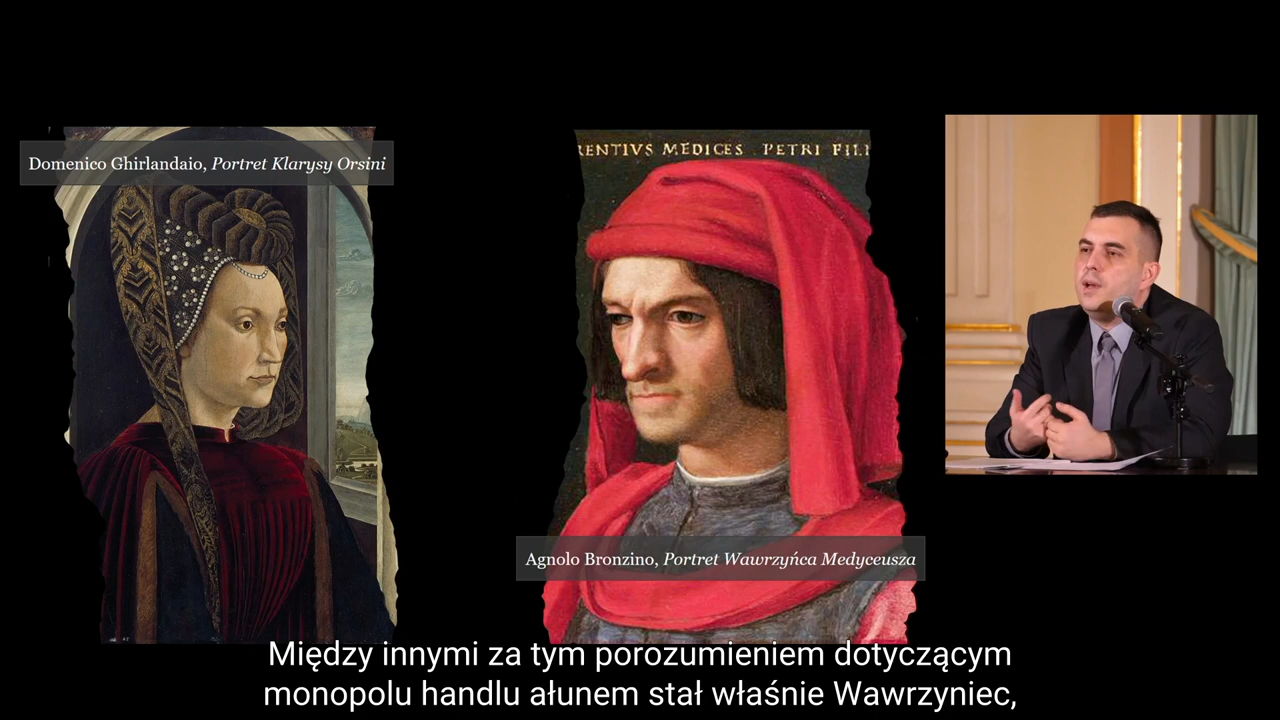 Domenico Ghirlandaio, Portret Klarysy Orsini
RENTIVS MEDICES PETRI FILI
Agnolo Bronzino, Portret Wawrzyńca Medyceusza
Między innymi za tym porozumieniem dotyczącym
monopolu handlu ałunem stał właśnie Wawrzyniec,